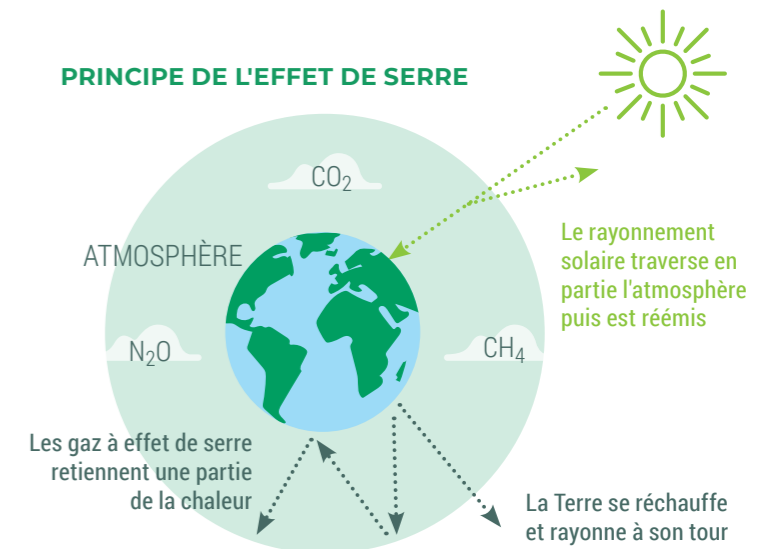 PRINCIPE DE L'EFFET DE SERRE
CO₂
ATMOSPHÈRE
Le rayonnement
solaire traverse en
partie l'atmosphère
puis est réémis
N₂O
CH₄
Les gaz à effet de serre
retiennent une partie
de la chaleur
La Terre se réchauffe
et rayonne à son tour